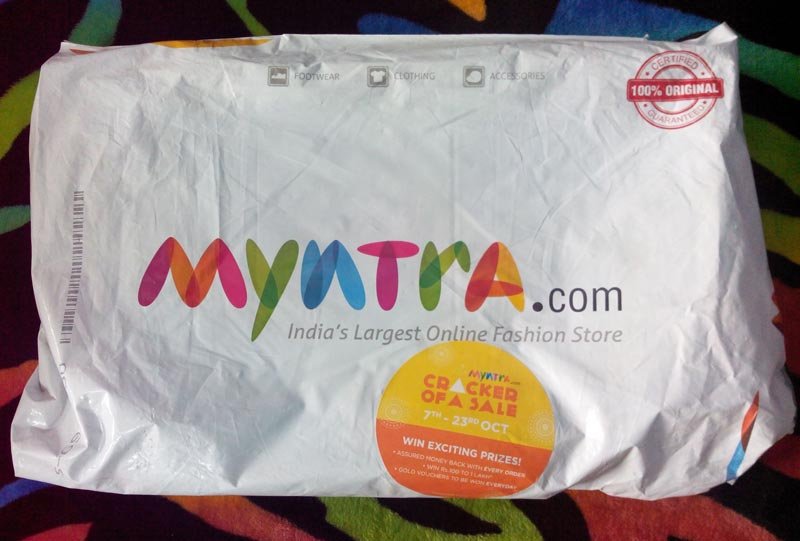 FOOTWEAR CLOTHING ACCESSORIES
CERTIFIED
100% ORIGINAL
GUARANTEED
myntra.com
India's Largest Online Fashion Store
myntra.com
CRACKER
OF A SALE
7TH - 23RD OCT
WIN EXCITING PRIZES!
• ASSURED MONEY BACK WITH EVERY ORDER
• WIN Rs 100 TO 1 LAKH*
• GOLD VOUCHERS TO BE WON EVERYDAY